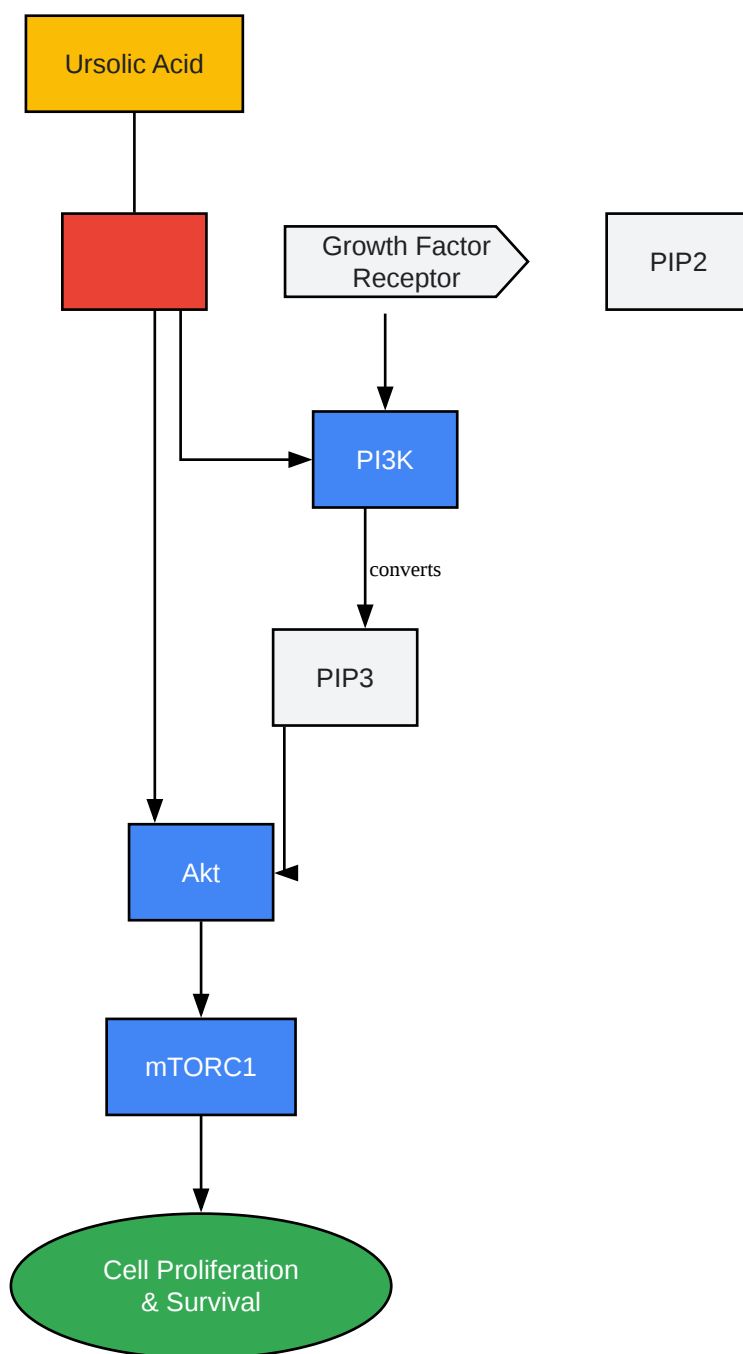 Ursolic Acid
Growth Factor
Receptor
PIP2
PI3K
converts
PIP3
Akt
mTORC1
Cell Proliferation
& Survival